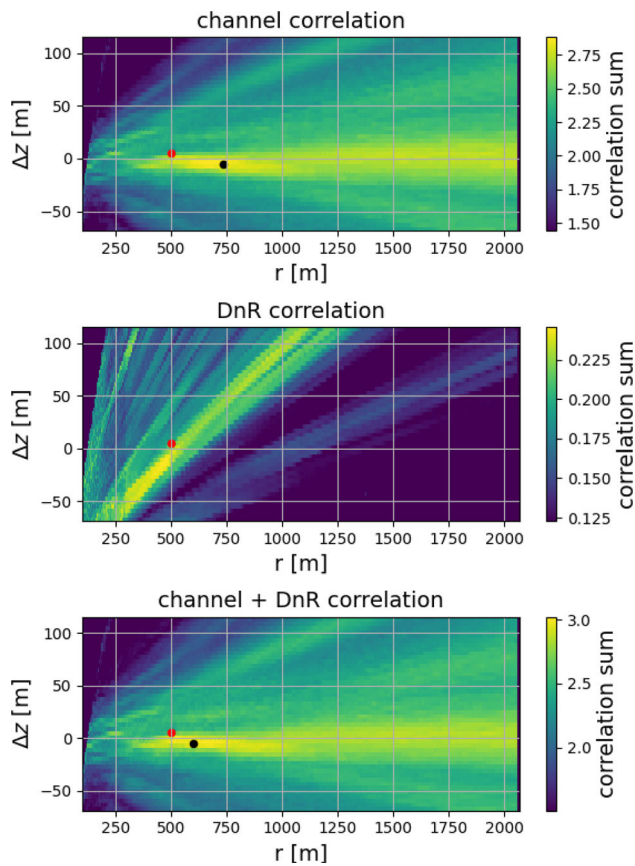 channel correlation
100
50
0
−50
Δz [m]
250 500 750 1000 1250 1500 1750 2000
r [m]
2.75
2.50
2.25
2.00
1.75
1.50
correlation sum
DnR correlation
100
50
0
−50
Δz [m]
250 500 750 1000 1250 1500 1750 2000
r [m]
0.225
0.200
0.175
0.150
0.125
correlation sum
channel + DnR correlation
100
50
0
−50
Δz [m]
250 500 750 1000 1250 1500 1750 2000
r [m]
3.0
2.5
2.0
correlation sum